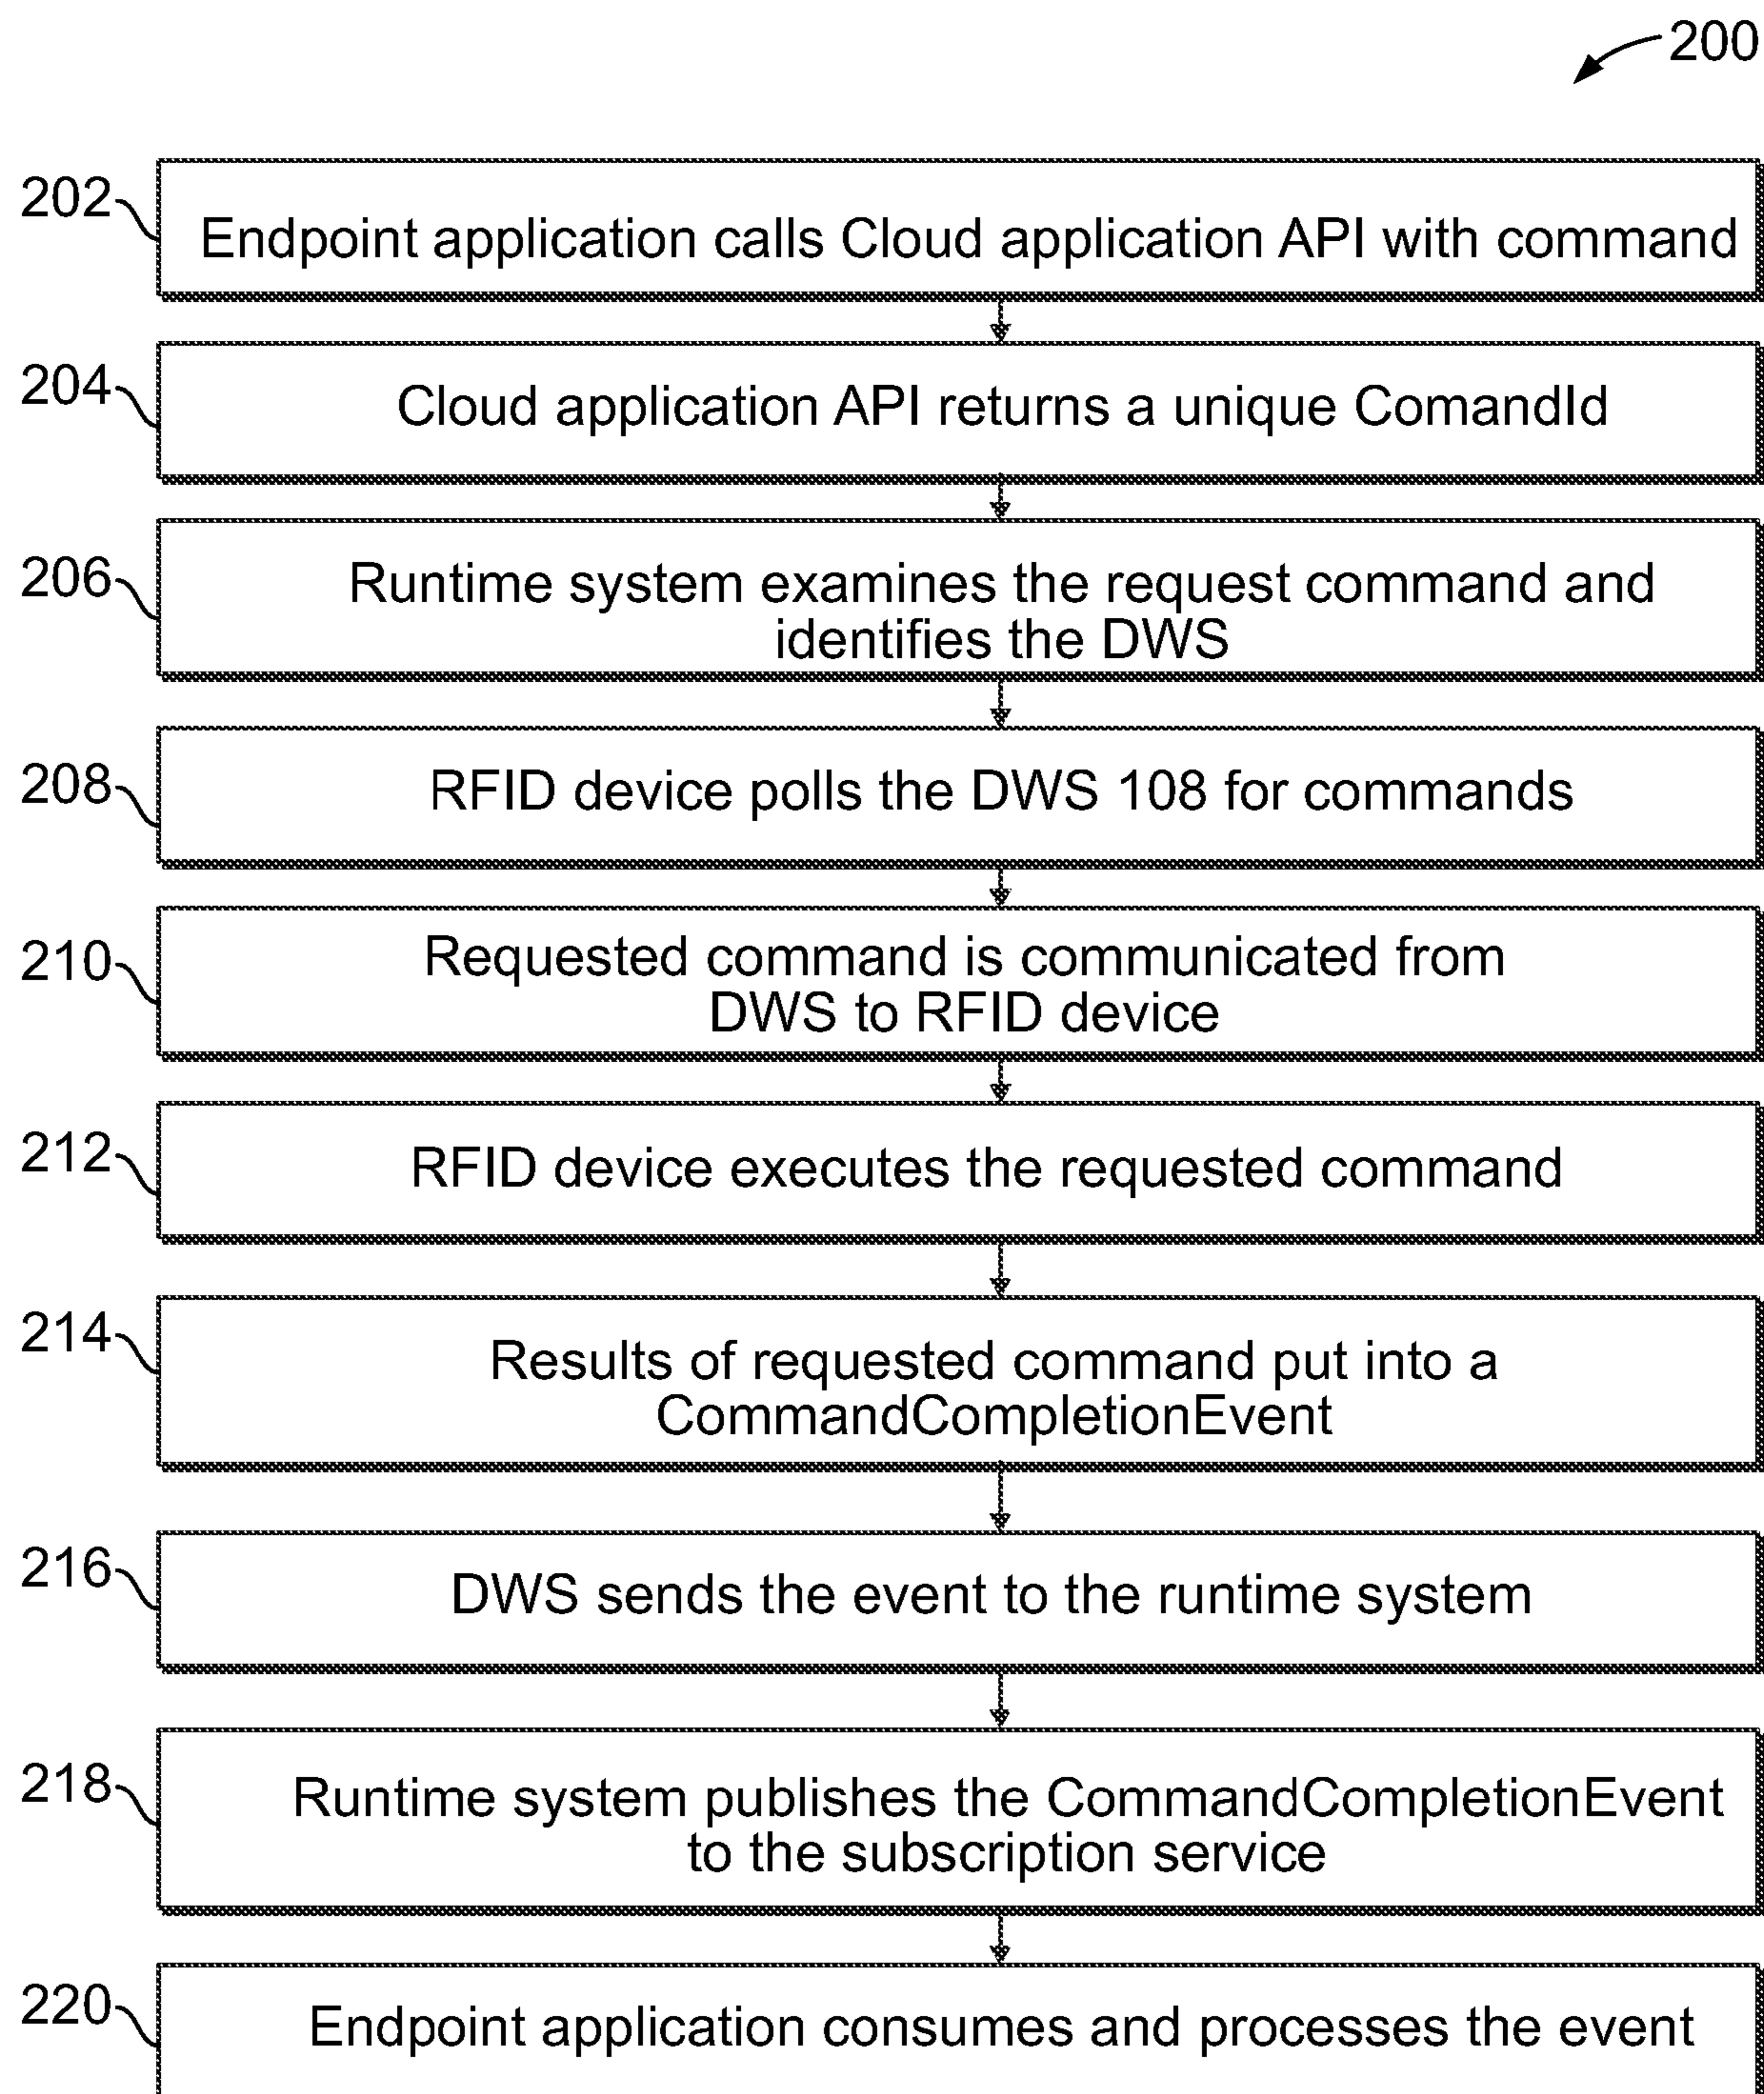 200
202
Endpoint application calls Cloud application API with command
204
Cloud application API returns a unique ComandId
206
Runtime system examines the request command and
identifies the DWS
208
RFID device polls the DWS 108 for commands
210
Requested command is communicated from
DWS to RFID device
212
RFID device executes the requested command
214
Results of requested command put into a
CommandCompletionEvent
216
DWS sends the event to the runtime system
218
Runtime system publishes the CommandCompletionEvent
to the subscription service
220
Endpoint application consumes and processes the event